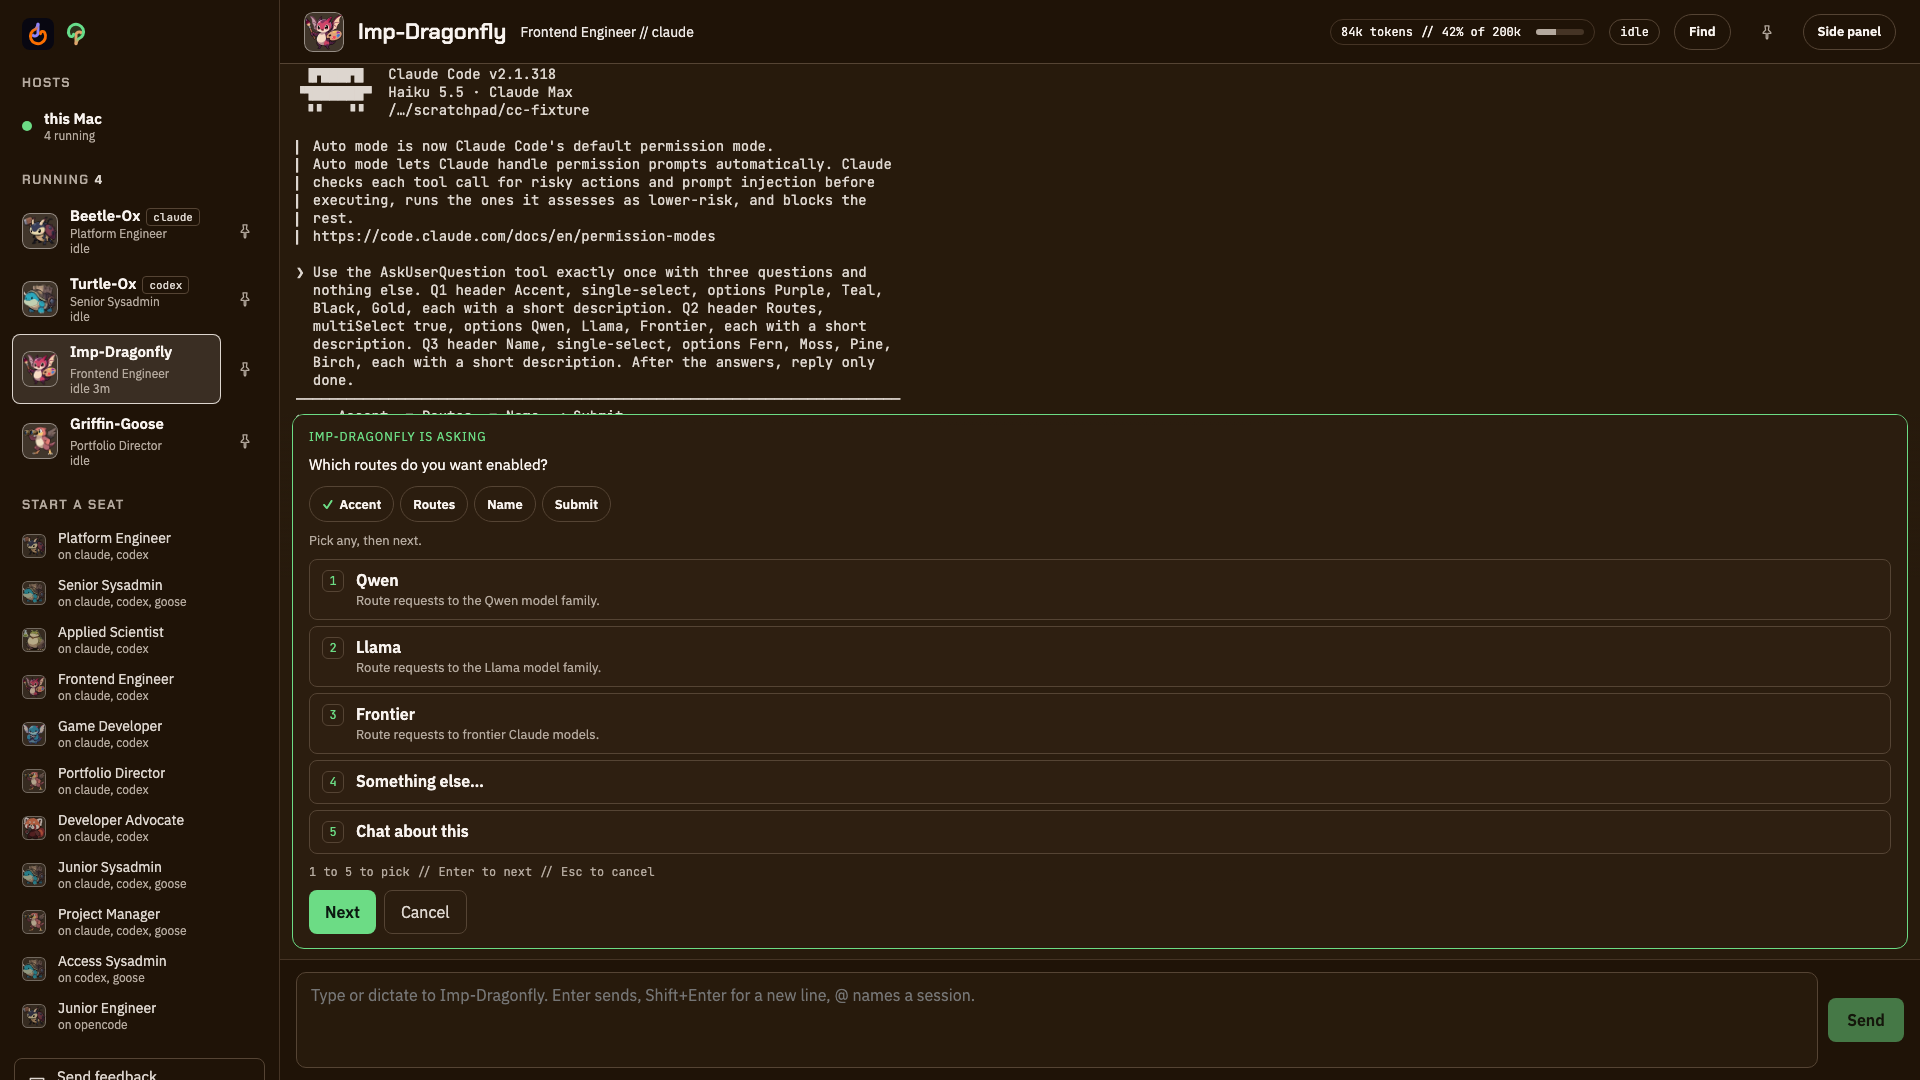 HOSTS
this Mac
4 running
RUNNING 4
Beetle-Ox claude
Platform Engineer
idle
Turtle-Ox codex
Senior Sysadmin
idle
Imp-Dragonfly
Frontend Engineer
idle 3m
Griffin-Goose
Portfolio Director
idle
START A SEAT
Platform Engineer
on claude, codex
Senior Sysadmin
on claude, codex, goose
Applied Scientist
on claude, codex
Frontend Engineer
on claude, codex
Game Developer
on claude, codex
Portfolio Director
on claude, codex
Developer Advocate
on claude, codex
Junior Sysadmin
on claude, codex, goose
Project Manager
on claude, codex, goose
Access Sysadmin
on codex, goose
Junior Engineer
on opencode
Send feedback
Imp-Dragonfly Frontend Engineer // claude
84k tokens // 42% of 200k
idle
Find
Side panel
Claude Code v2.1.318
Haiku 5.5 · Claude Max
/…/scratchpad/cc-fixture
Auto mode is now Claude Code's default permission mode.
Auto mode lets Claude handle permission prompts automatically. Claude
checks each tool call for risky actions and prompt injection before
executing, runs the ones it assesses as lower-risk, and blocks the
rest.
https://code.claude.com/docs/en/permission-modes
❯ Use the AskUserQuestion tool exactly once with three questions and
nothing else. Q1 header Accent, single-select, options Purple, Teal,
Black, Gold, each with a short description. Q2 header Routes,
multiSelect true, options Qwen, Llama, Frontier, each with a short
description. Q3 header Name, single-select, options Fern, Moss, Pine,
Birch, each with a short description. After the answers, reply only
done.
Accent Routes Name Submit
IMP-DRAGONFLY IS ASKING
Which routes do you want enabled?
✓ Accent Routes Name Submit
Pick any, then next.
1 Qwen
Route requests to the Qwen model family.
2 Llama
Route requests to the Llama model family.
3 Frontier
Route requests to frontier Claude models.
4 Something else…
5 Chat about this
1 to 5 to pick // Enter to next // Esc to cancel
Next Cancel
Type or dictate to Imp-Dragonfly. Enter sends, Shift+Enter for a new line, @ names a session.
Send